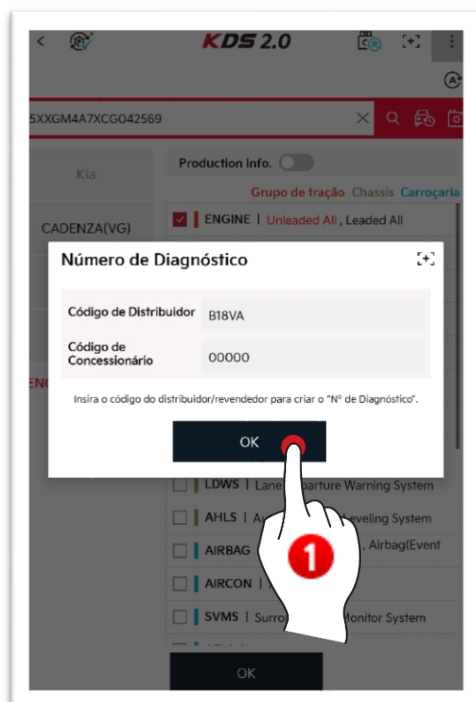 KDS 2.0
5XXGM4A7XCG042569
Kia
Production Info.
Grupo de tração Chassis Carroçaria
CADENZA(VG)
ENGINE | Unleaded All , Leaded All
Número de Diagnóstico
Código de Distribuidor B18VA
Código de
Concessionário 00000
Insira o código do distribuidor/revendedor para criar o "Nº de Diagnóstico".
OK
LDWS | Lane Departure Warning System
AHLS | Leveling System
1
AIRBAG , Airbag(Event
AIRCON |
SVMS | Monitor System
OK